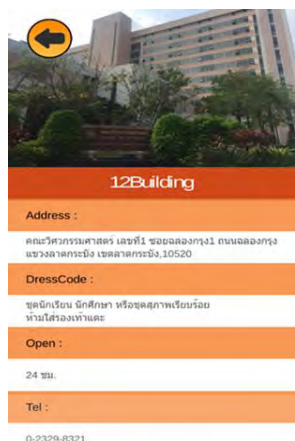 12Building
Address :
คณะวิศวกรรมศาสตร์ เลขที่1 ซอยฉลองกรุง1 ถนนฉลองกรุง
แขวงลาดกระบัง เขตลาดกระบัง,10520
DressCode :
ชุดนักเรียน นักศึกษา หรือชุดสุภาพเรียบร้อย
ห้ามใส่รองเท้าแตะ
Open :
24 ชม.
Tel :
0-2329-8321